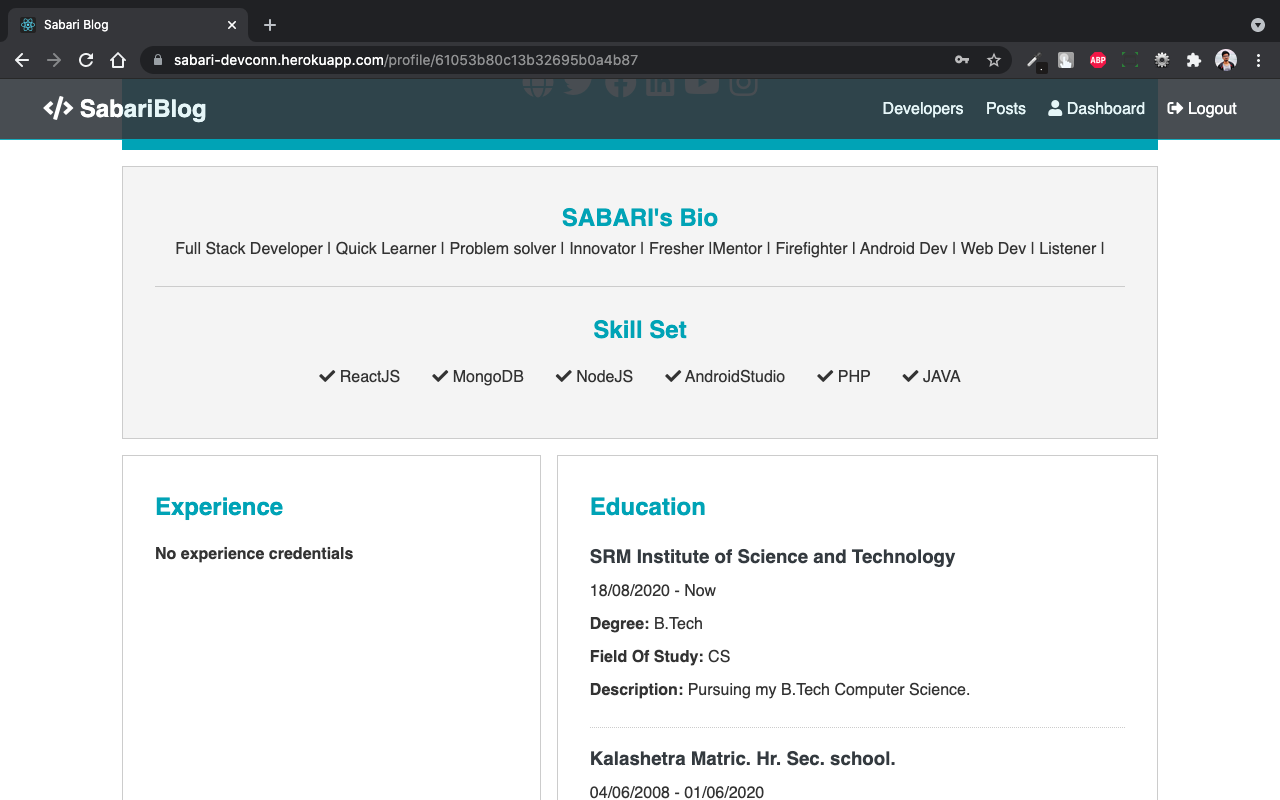 Sabari Blog
sabari-devconn.herokuapp.com/profile/61053b80c13b32695b0a4b87
ABP
</> SabariBlog
Developers Posts Dashboard Logout
SABARI's Bio
Full Stack Developer | Quick Learner | Problem solver | Innovator | Fresher |Mentor | Firefighter | Android Dev | Web Dev | Listener |
Skill Set
ReactJS MongoDB NodeJS AndroidStudio PHP JAVA
Experience
No experience credentials
Education
SRM Institute of Science and Technology
18/08/2020 - Now
Degree: B.Tech
Field Of Study: CS
Description: Pursuing my B.Tech Computer Science.
Kalashetra Matric. Hr. Sec. school.
04/06/2008 - 01/06/2020